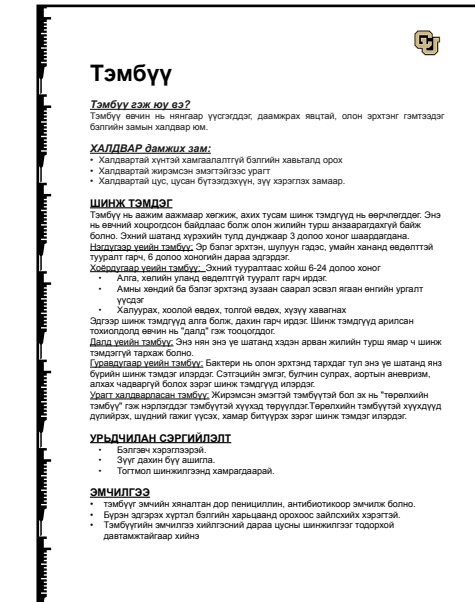 CU
Тэмбүү
Тэмбүү гэж юу вэ?
Тэмбүү өвчин нь нянгаар үүсгэгддэг, даамжрах явцтай, олон эрхтэнг гэмтээдэг
бэлгийн замын халдвар юм.
ХАЛДВАР дамжих зам:
• Халдвартай хүнтэй хамгаалалтгүй бэлгийн хавьталд орох
• Халдвартай жирэмсэн эмэгтэйгээс урагт
• Халдвартай цус, цусан бүтээгдэхүүн, зүү хэрэглэх замаар.
ШИНЖ ТЭМДЭГ
Тэмбүү нь аажим аажмаар хөгжиж, ахих тусам шинж тэмдгүүд нь өөрчлөгддөг. Энэ
нь өвчний хоцрогдсон байдлаас болж олон жилийн турш анзаарагдахгүй байж
болно. Эхний шатанд хүрэхийн тулд дунджаар 3 долоо хоног шаардагдана.
Нэгдүгээр үеийн тэмбүү: Эр бэлэг эрхтэн, шулуун гэдэс, умайн хананд өвдөлттэй
тууралт гарч, 6 долоо хоногийн дараа эдгэрдэг.
Хоёрдугаар үеийн тэмбүү: Эхний тууралтаас хойш 6-24 долоо хоног
• Алга, хөлийн уланд өвдөлтгүй тууралт гарч ирдэг.
• Амны хөндий ба бэлэг эрхтэнд зузаан саарал эсвэл ягаан өнгийн ургалт
үүсдэг
• Халуурах, хоолой өвдөх, толгой өвдөх, хүзүү хавагнах
Эдгээр шинж тэмдгүүд алга болж, дахин гарч ирдэг. Шинж тэмдгүүд арилсан
тохиолдолд өвчин нь "далд" гэж тооцогддог.
Далд үеийн тэмбүү: Энэ нян энэ үе шатанд хэдэн арван жилийн турш ямар ч шинж
тэмдэггүй тархаж болно.
Гуравдугаар үеийн тэмбүү: Бактери нь олон эрхтэнд тархдаг тул энэ үе шатанд янз
бүрийн шинж тэмдэг илэрдэг. Сэтгэцийн эмгэг, булчин сулрах, аортын аневризм,
алхах чадваргүй болох зэрэг шинж тэмдгүүд илэрдэг.
Урагт халдварласан тэмбүү: Жирэмсэн эмэгтэй тэмбүүтэй бол эх нь "төрөлхийн
тэмбүү" гэж нэрлэгддэг тэмбүүтэй хүүхэд төрүүлдэг.Төрөлхийн тэмбүүтэй хүүхдүүд
дүлийрэх, шүдний гажиг үүсэх, хамар битүүрэх зэрэг шинж тэмдэг илэрдэг.
УРЬДЧИЛАН СЭРГИЙЛЭЛТ
• Бэлгэвч хэрэглээрэй.
• Зүүг дахин бүү ашигла.
• Тогтмол шинжилгээнд хамрагдаарай.
ЭМЧИЛГЭЭ
• тэмбүүг эмчийн хяналтан дор пенициллин, антибиотикоор эмчилж болно.
• Бүрэн эдгэрэх хүртэл бэлгийн харьцаанд орохоос зайлсхийх хэрэгтэй.
• Тэмбүүгийн эмчилгээ хийлгэсний дараа цусны шинжилгээг тодорхой
давтамжтайгаар хийнэ